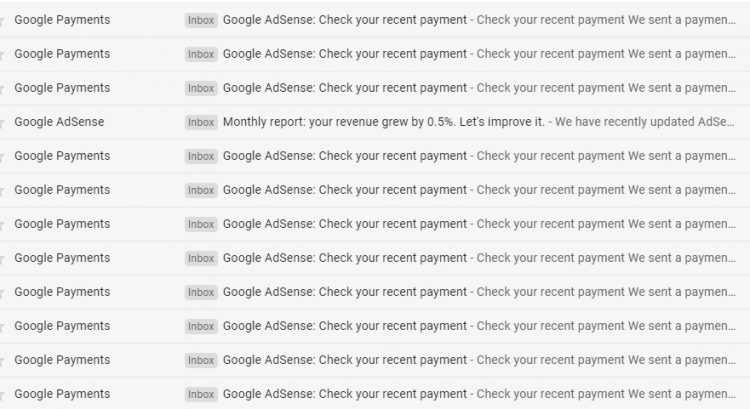 Google Payments Inbox Google AdSense: Check your recent payment - Check your recent payment We sent a paymen...
Google Payments Inbox Google AdSense: Check your recent payment - Check your recent payment We sent a paymen...
Google Payments Inbox Google AdSense: Check your recent payment - Check your recent payment We sent a paymen...
Google AdSense Inbox Monthly report: your revenue grew by 0.5%. Let's improve it. - We have recently updated AdSe...
Google Payments Inbox Google AdSense: Check your recent payment - Check your recent payment We sent a paymen...
Google Payments Inbox Google AdSense: Check your recent payment - Check your recent payment We sent a paymen...
Google Payments Inbox Google AdSense: Check your recent payment - Check your recent payment We sent a paymen...
Google Payments Inbox Google AdSense: Check your recent payment - Check your recent payment We sent a paymen...
Google Payments Inbox Google AdSense: Check your recent payment - Check your recent payment We sent a paymen...
Google Payments Inbox Google AdSense: Check your recent payment - Check your recent payment We sent a paymen...
Google Payments Inbox Google AdSense: Check your recent payment - Check your recent payment We sent a paymen...
Google Payments Inbox Google AdSense: Check your recent payment - Check your recent payment We sent a paymen...